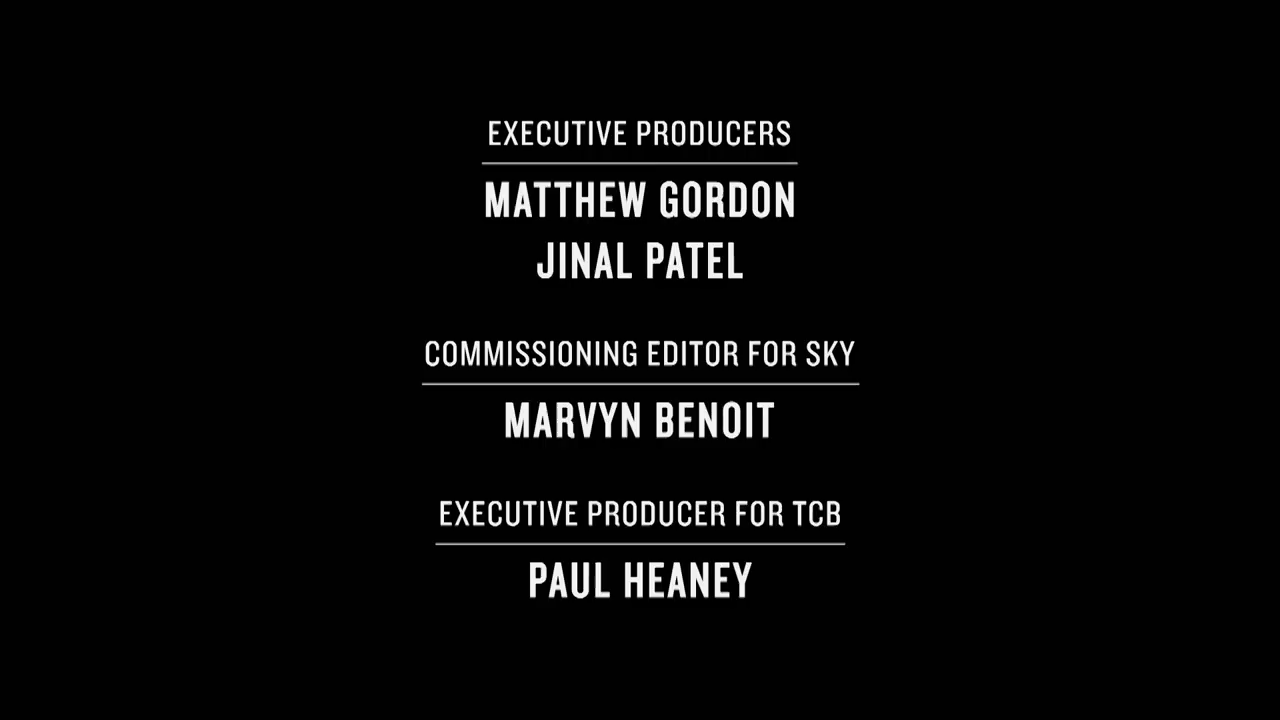 EXECUTIVE PRODUCERS
MATTHEW GORDON
JINAL PATEL
COMMISSIONING EDITOR FOR SKY
MARVYN BENOIT
EXECUTIVE PRODUCER FOR TCB
PAUL HEANEY